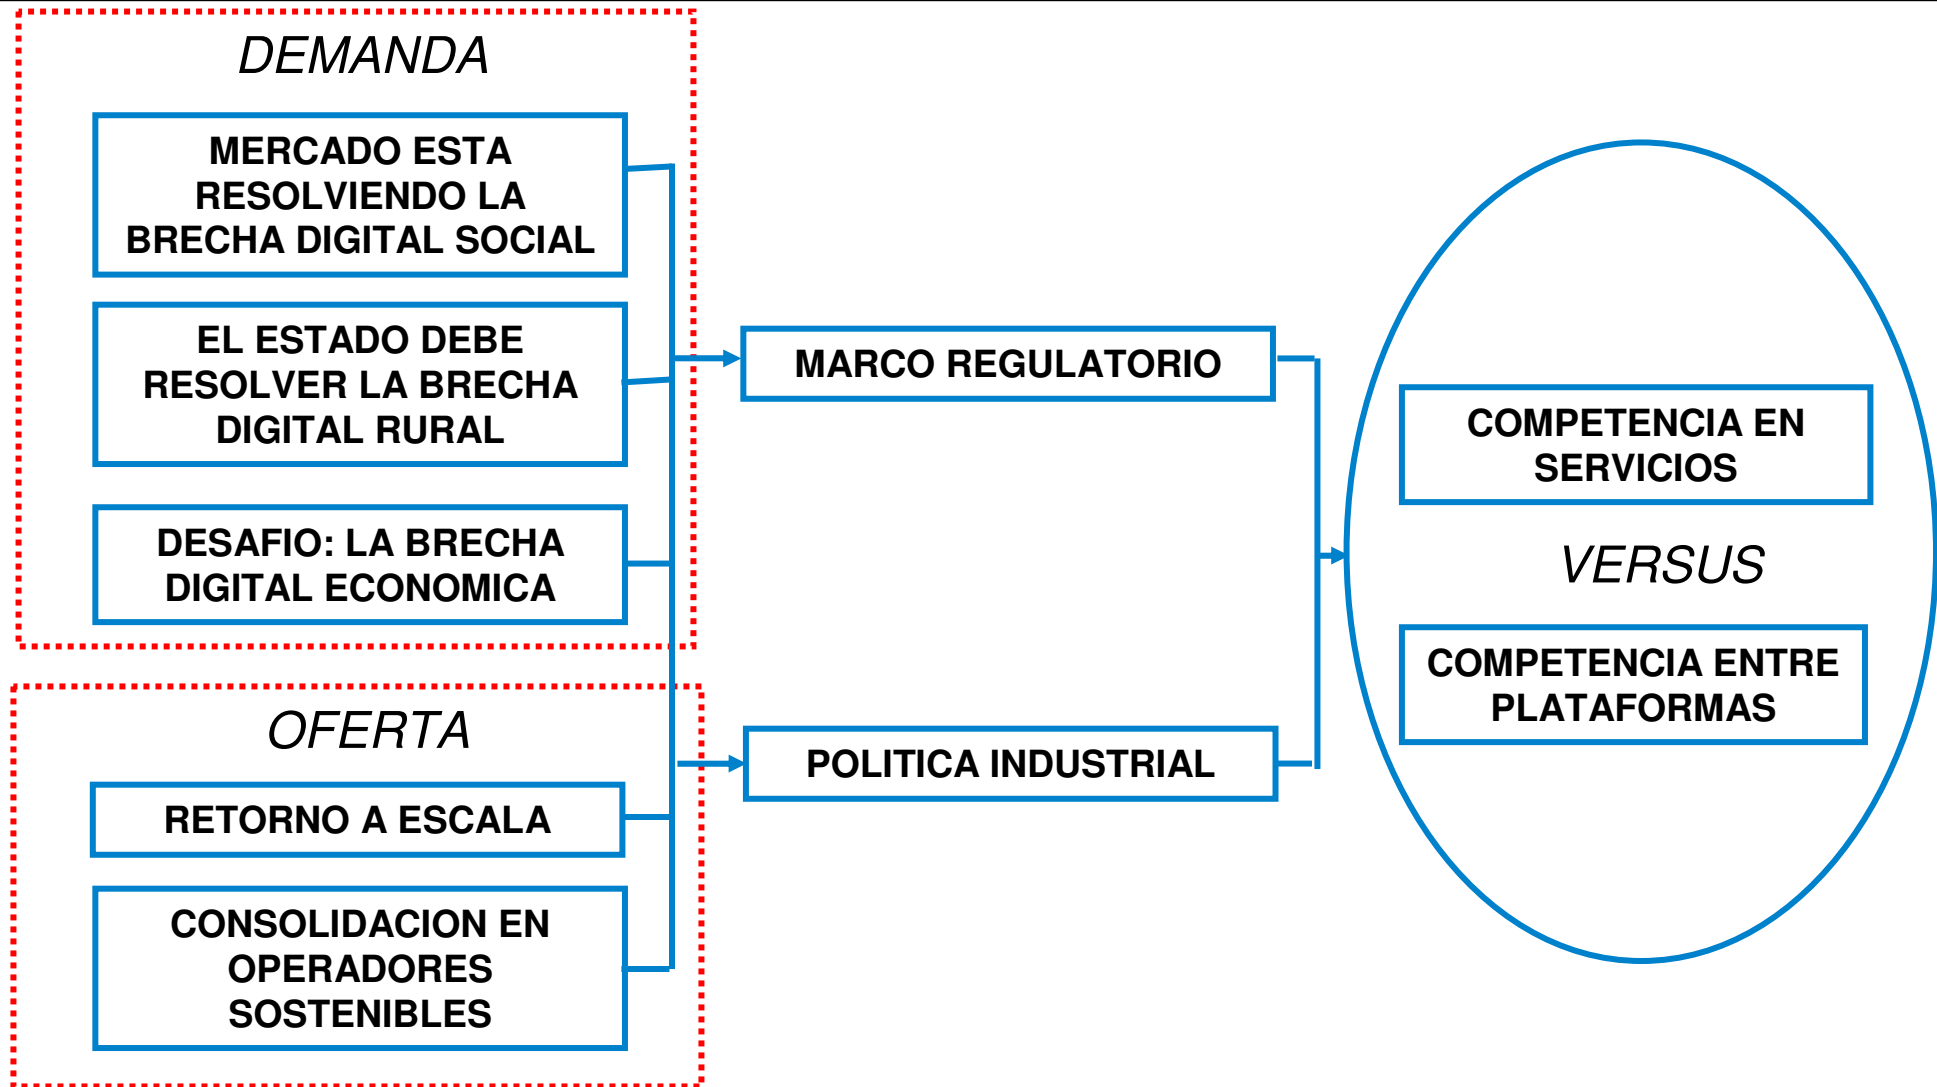 DEMANDA
MERCADO ESTA
RESOLVIENDO LA
BRECHA DIGITAL SOCIAL
EL ESTADO DEBE
RESOLVER LA BRECHA
DIGITAL RURAL
DESAFIO: LA BRECHA
DIGITAL ECONOMICA
OFERTA
RETORNO A ESCALA
CONSOLIDACION EN
OPERADORES
SOSTENIBLES
MARCO REGULATORIO
POLITICA INDUSTRIAL
COMPETENCIA EN
SERVICIOS
VERSUS
COMPETENCIA ENTRE
PLATAFORMAS